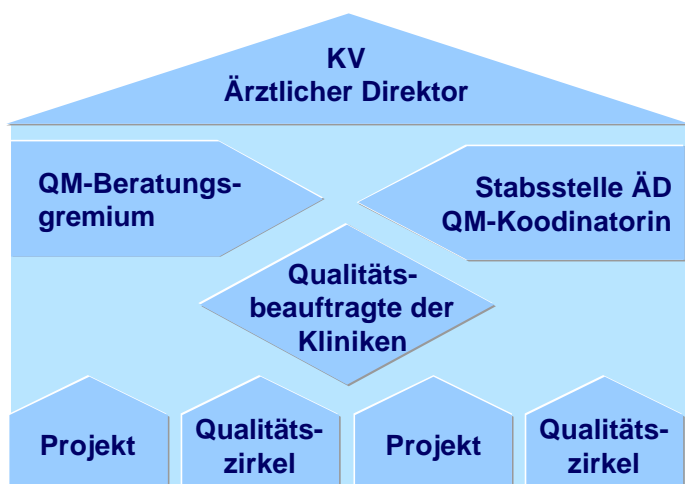 KV
Ärztlicher Direktor
QM-Beratungs-
gremium
Stabsstelle ÄD
QM-Koodinatorin
Qualitäts-
beauftragte der
Kliniken
Projekt
Qualitäts-
zirkel
Projekt
Qualitäts-
zirkel